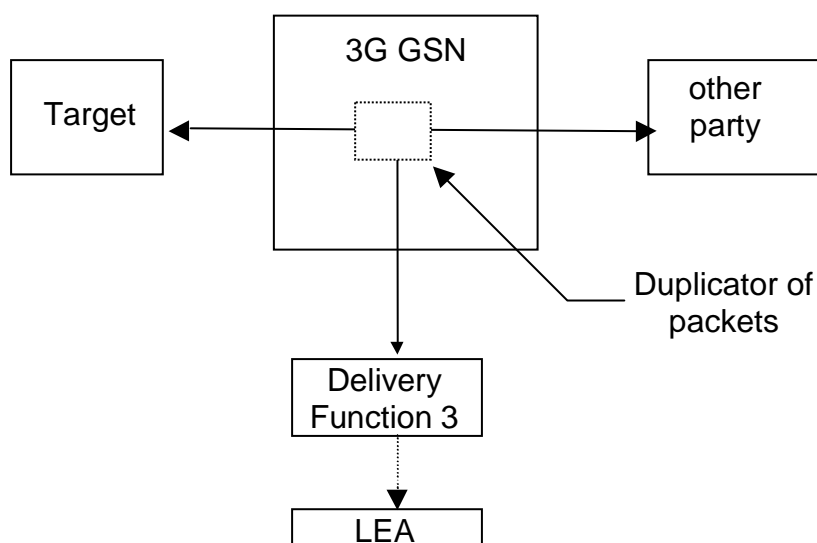 3G GSN
Target
other
party
Duplicator of
packets
Delivery
Function 3
LEA